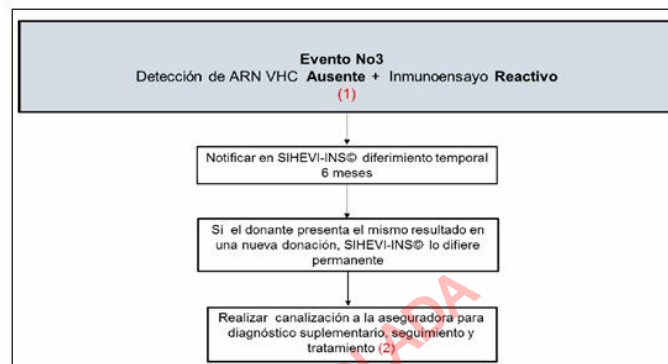 Evento No3
Detección de ARN VHC Ausente + Inmunoensayo Reactivo
(1)
Notificar en SIHEVI-INS© diferimiento temporal
6 meses
Si el donante presenta el mismo resultado en
una nueva donación, SIHEVI-INS© lo difiere
permanente
Realizar canalización a la aseguradora para
diagnóstico suplementario, seguimiento y
tratamiento (2)
LADA